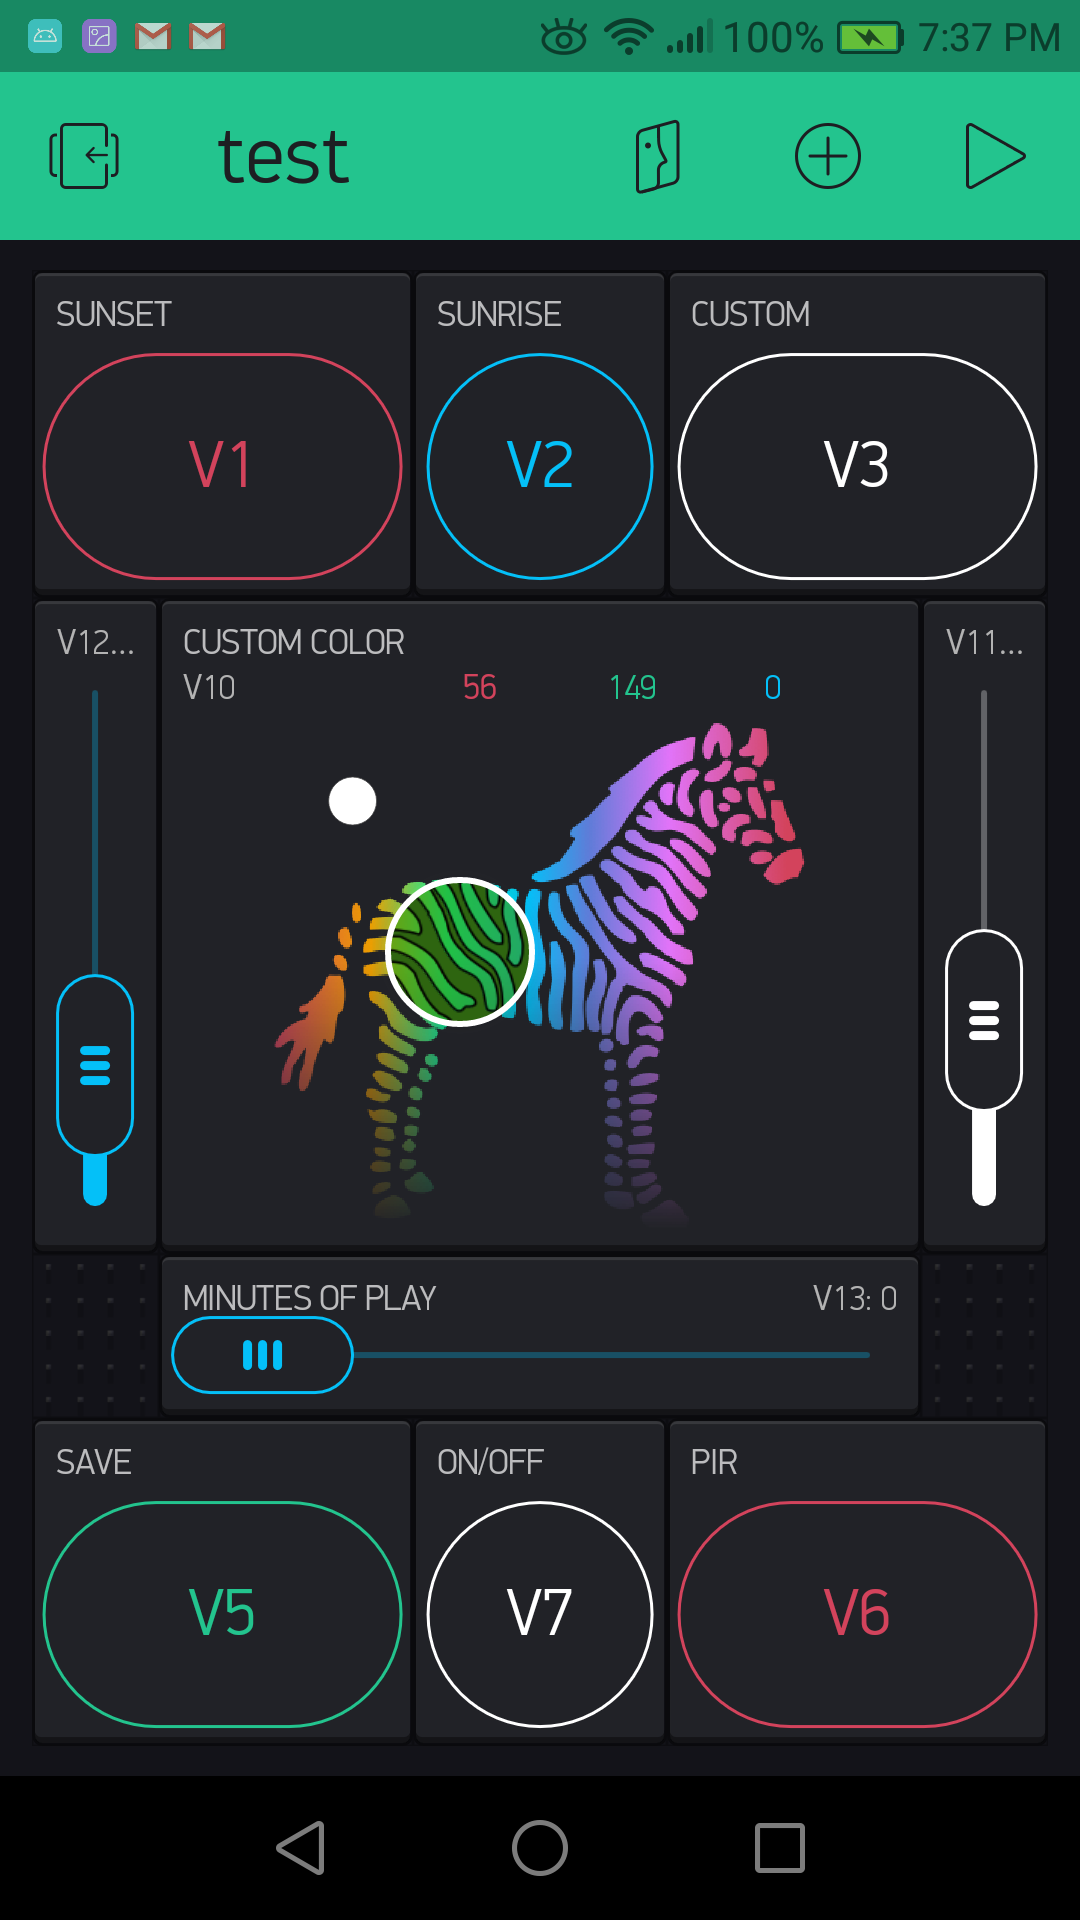 100% 7:37 PM
test
SUNSET SUNRISE CUSTOM
V1 V2 V3
V12... CUSTOM COLOR V11...
V10 56 149 0
MINUTES OF PLAY V13: 0
SAVE ON/OFF PIR
V5 V7 V6